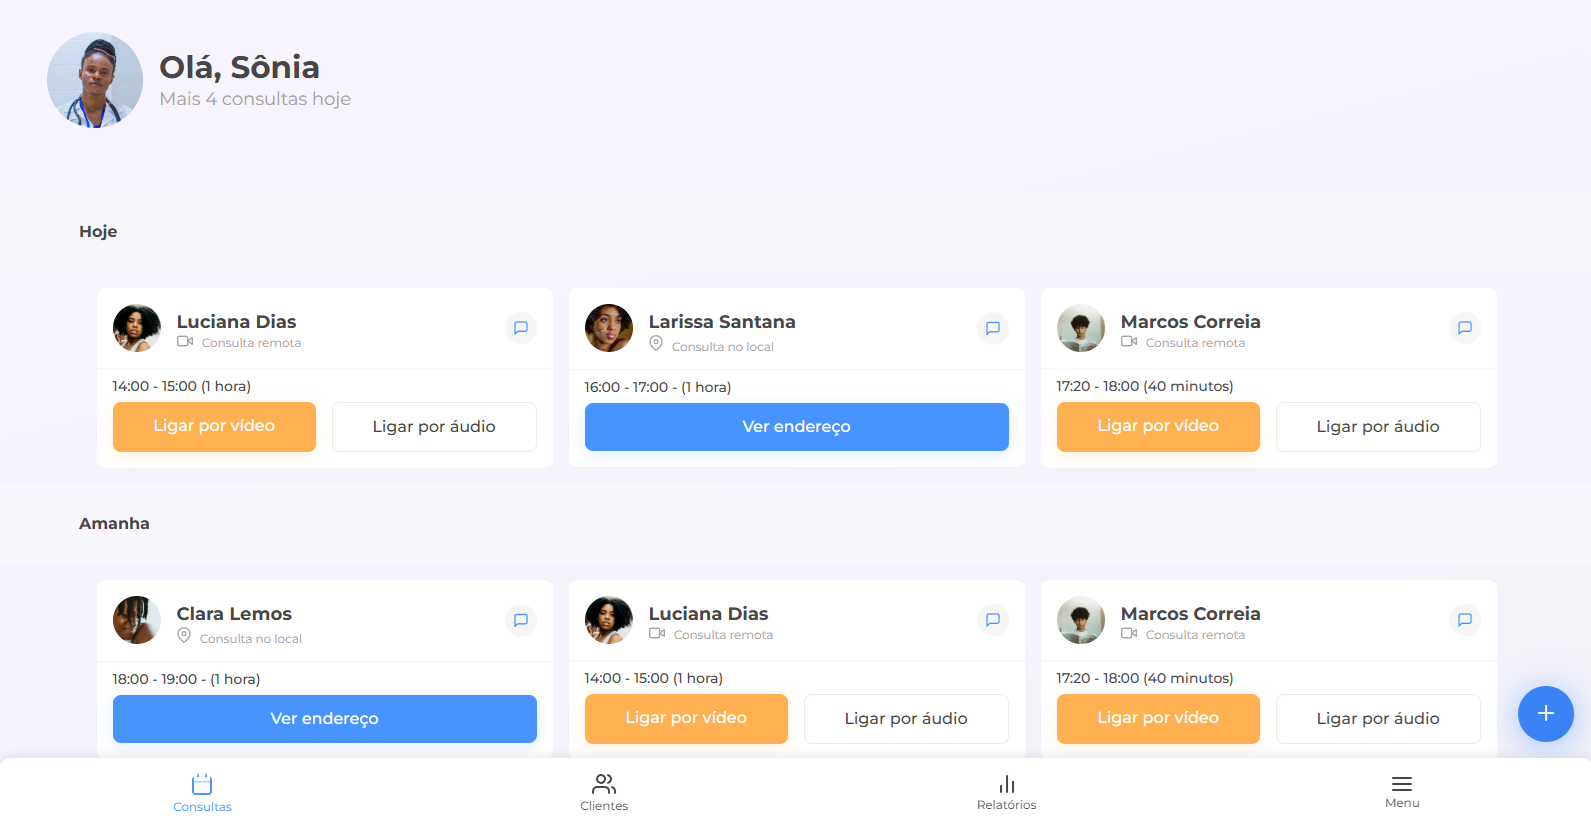 Olá, Sônia
Mais 4 consultas hoje
Hoje
Luciana Dias
Consulta remota
14:00 - 15:00 (1 hora)
Ligar por vídeo
Ligar por áudio
Larissa Santana
Consulta no local
16:00 - 17:00 - (1 hora)
Ver endereço
Marcos Correia
Consulta remota
17:20 - 18:00 (40 minutos)
Ligar por vídeo
Ligar por áudio
Amanha
Clara Lemos
Consulta no local
18:00 - 19:00 - (1 hora)
Ver endereço
Luciana Dias
Consulta remota
14:00 - 15:00 (1 hora)
Ligar por vídeo
Ligar por áudio
Marcos Correia
Consulta remota
17:20 - 18:00 (40 minutos)
Ligar por vídeo
Ligar por áudio
Consultas
Clientes
Relatórios
Menu